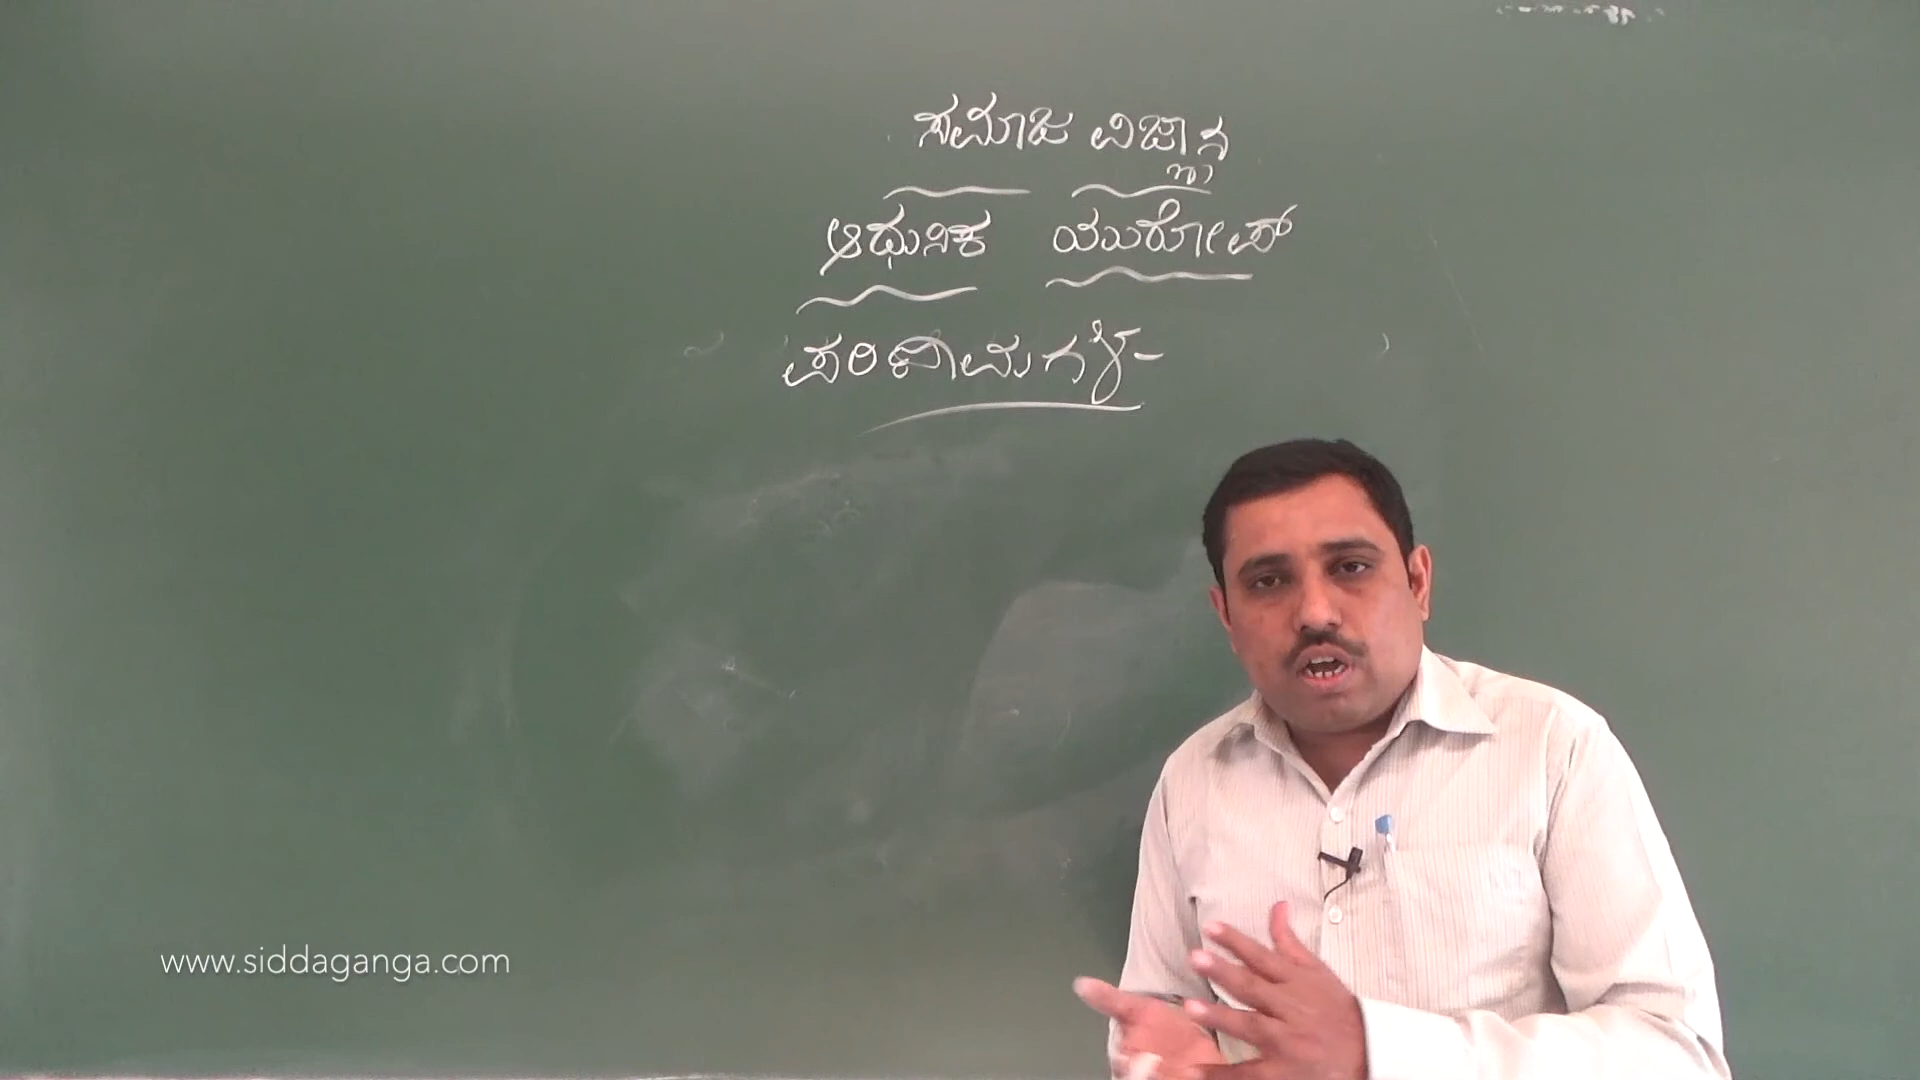 ಸಮಾಜ ವಿಜ್ಞಾನ
ಆಧುನಿಕ ಯುರೋಪ್
ಪರಿಣಾಮಗಳು-
www.siddaganga.com